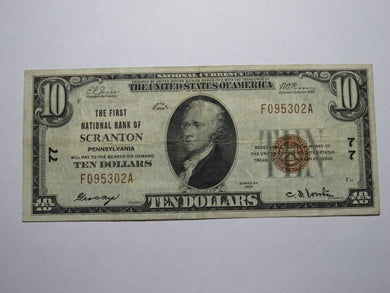 NATIONAL CURRENCY
THE UNITED STATES OF AMERICA
10
10
F
THE FIRST
NATIONAL BANK OF
SCRANTON
PENNSYLVANIA
WILL PAY TO THE BEARER ON DEMAND
TEN DOLLARS
77
F095302A
F095302A
TEN
77
SERIES OF
1929
10
TEN DOLLARS
10